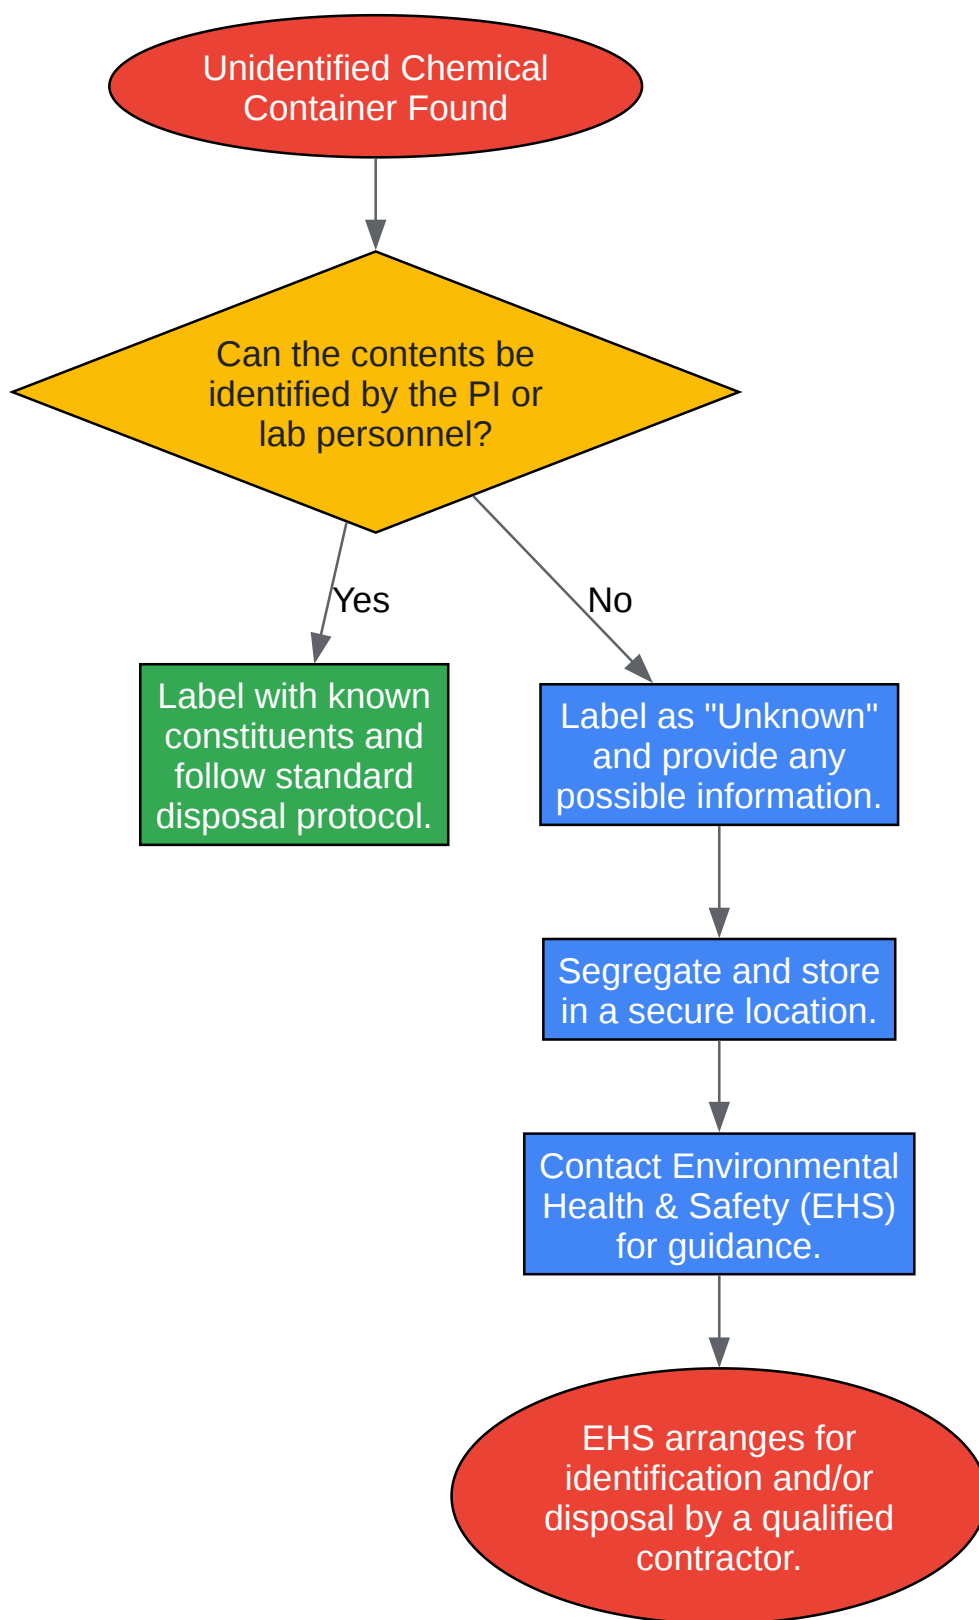 Unidentified Chemical
Container Found
Can the contents be
identified by the PI or
lab personnel?
Yes
No
Label with known
constituents and
follow standard
disposal protocol.
Label as "Unknown"
and provide any
possible information.
Segregate and store
in a secure location.
Contact Environmental
Health & Safety (EHS)
for guidance.
EHS arranges for
identification and/or
disposal by a qualified
contractor.